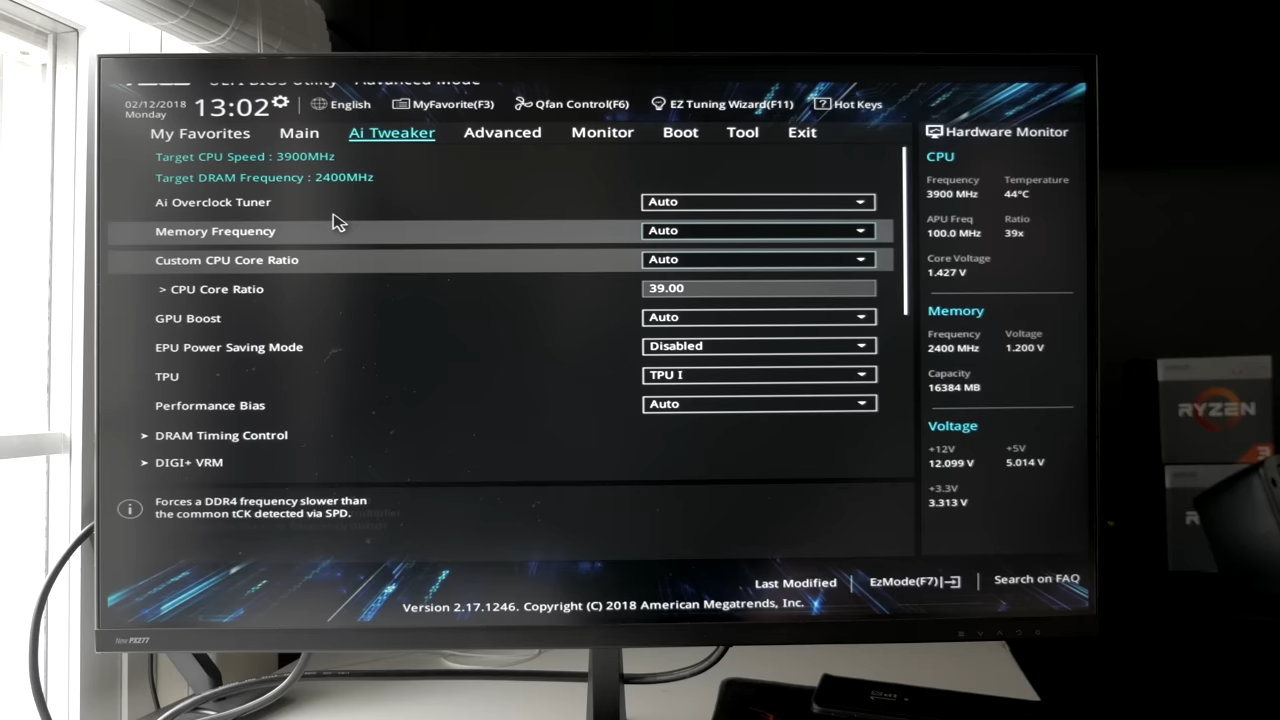 UEFI BIOS Utility – Advanced Mode
02/12/2018
Monday
13:02
English
MyFavorite(F3)
Qfan Control(F6)
EZ Tuning Wizard(F11)
? Hot Keys
My Favorites
Main
Ai Tweaker
Advanced
Monitor
Boot
Tool
Exit
Target CPU Speed : 3900MHz
Target DRAM Frequency : 2400MHz
Ai Overclock Tuner
Auto
Memory Frequency
Auto
Custom CPU Core Ratio
Auto
> CPU Core Ratio
39.00
GPU Boost
Auto
EPU Power Saving Mode
Disabled
TPU
TPU I
Performance Bias
Auto
DRAM Timing Control
DIGI+ VRM
i
Forces a DDR4 frequency slower than
the common tCK detected via SPD.
Hardware Monitor
CPU
Frequency
Temperature
3900 MHz
44°C
APU Freq
Ratio
100.0 MHz
39x
Core Voltage
1.427 V
Memory
Frequency
Voltage
2400 MHz
1.200 V
Capacity
16384 MB
Voltage
+12V
+5V
12.099 V
5.014 V
+3.3V
3.313 V
Last Modified
EzMode(F7)
Search on FAQ
Version 2.17.1246. Copyright (C) 2018 American Megatrends, Inc.
PX277
RYZEN
3
R